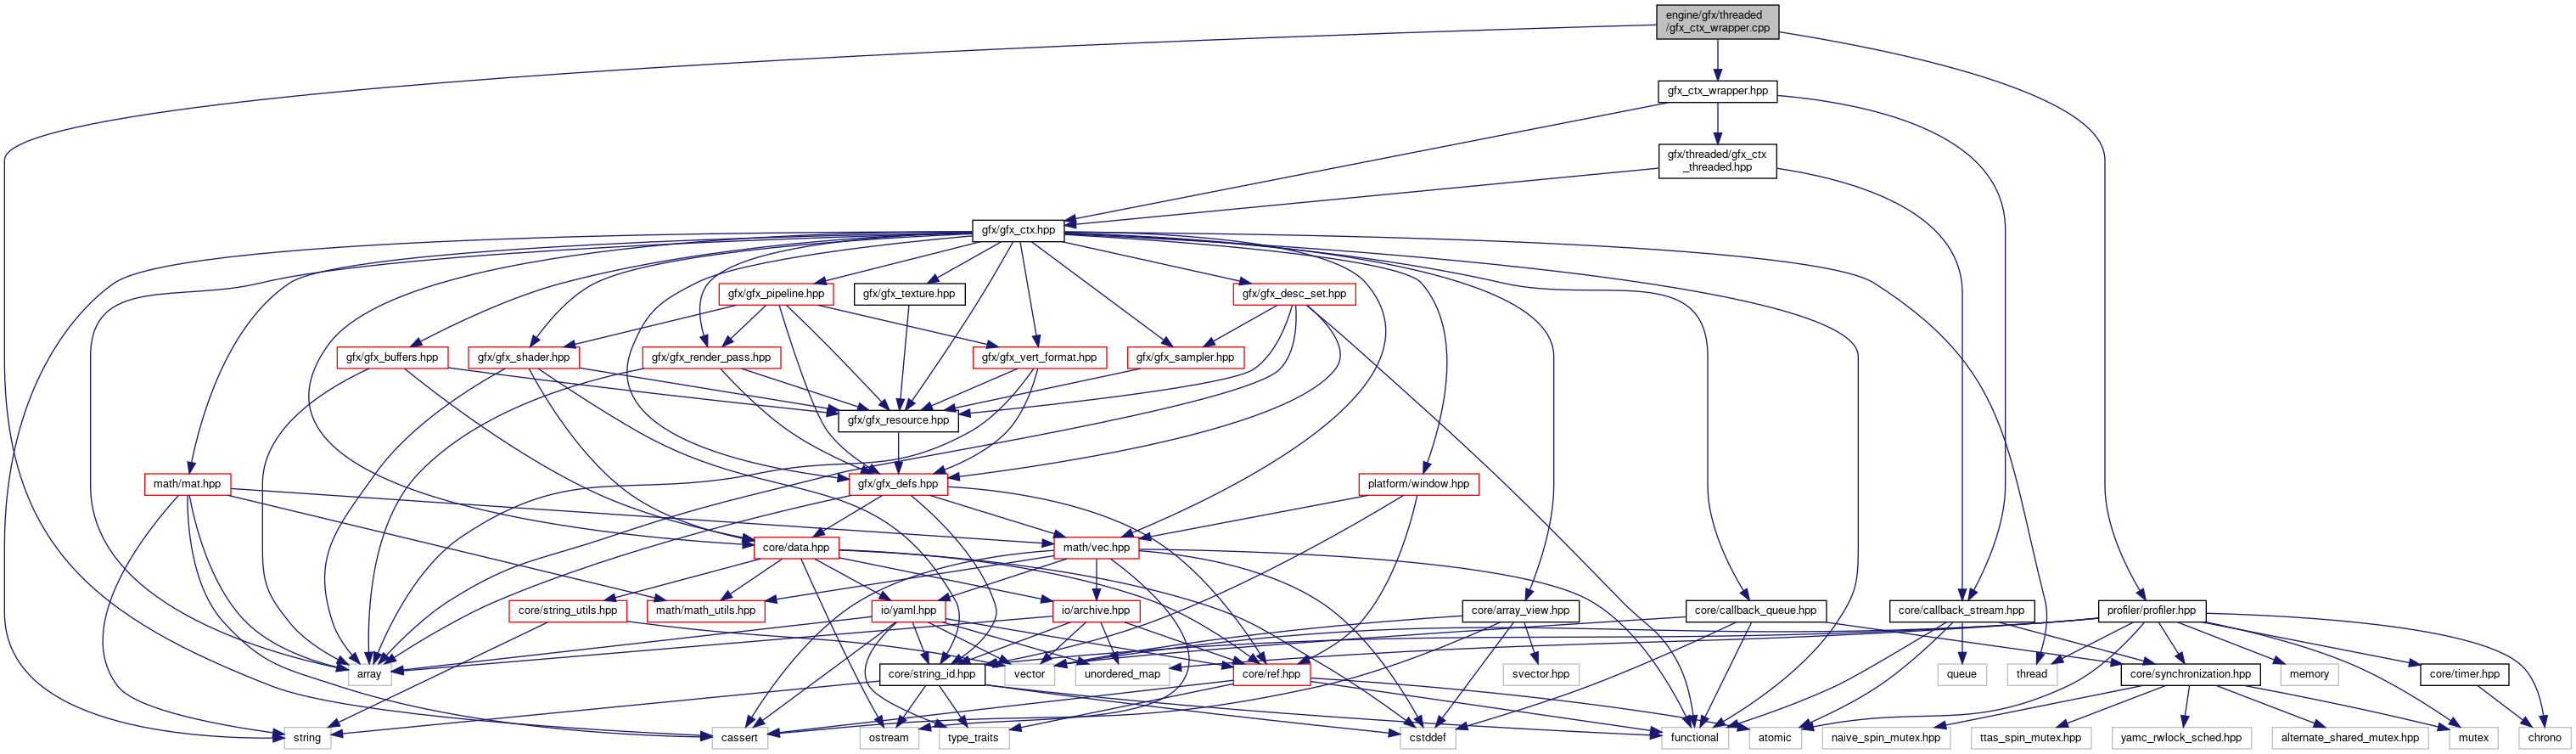 engine/gfx/threaded
/gfx_ctx_wrapper.cpp
gfx_ctx_wrapper.hpp
gfx/threaded/gfx_ctx
_threaded.hpp
gfx/gfx_ctx.hpp
gfx/gfx_pipeline.hpp
gfx/gfx_texture.hpp
gfx/gfx_desc_set.hpp
gfx/gfx_buffers.hpp
gfx/gfx_shader.hpp
gfx/gfx_render_pass.hpp
gfx/gfx_vert_format.hpp
gfx/gfx_sampler.hpp
gfx/gfx_resource.hpp
math/mat.hpp
gfx/gfx_defs.hpp
platform/window.hpp
core/data.hpp
math/vec.hpp
core/string_utils.hpp
math/math_utils.hpp
io/yaml.hpp
io/archive.hpp
core/array_view.hpp
core/callback_queue.hpp
core/callback_stream.hpp
profiler/profiler.hpp
array
core/string_id.hpp
vector
unordered_map
core/ref.hpp
svector.hpp
queue
thread
core/synchronization.hpp
memory
core/timer.hpp
string
cassert
ostream
type_traits
cstddef
functional
atomic
naive_spin_mutex.hpp
ttas_spin_mutex.hpp
yamc_rwlock_sched.hpp
alternate_shared_mutex.hpp
mutex
chrono